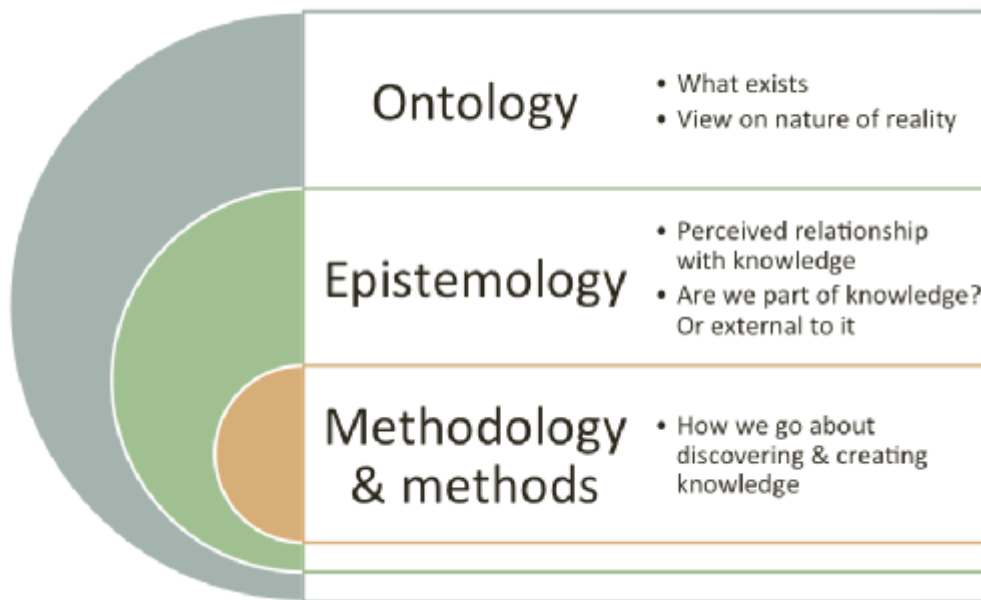 Ontology
• What exists
• View on nature of reality
Epistemology
• Perceived relationship
with knowledge
• Are we part of knowledge?
Or external to it
Methodology
& methods
• How we go about
discovering & creating
knowledge